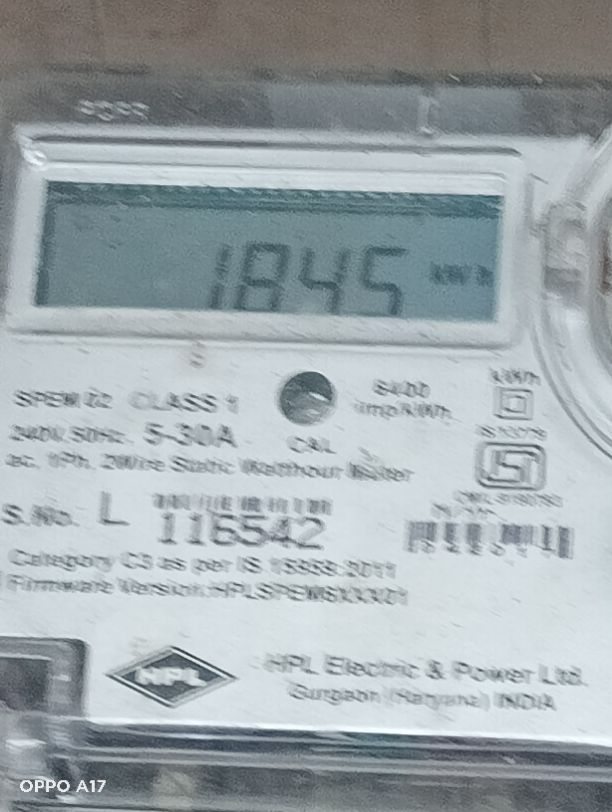 1845 kWh
CLASS 1
6400
kWh
imp/kWh
240V, 50Hz, 5-30A
CAL
ac, 1Ph, 2Wire Static Watthour Meter
S.No. L 116542
Category C3 as per IS 15959:2011
Firmware Version:
HPL
HPL Electric & Power Ltd.
Gurgaon (Haryana) INDIA
OPPO A17